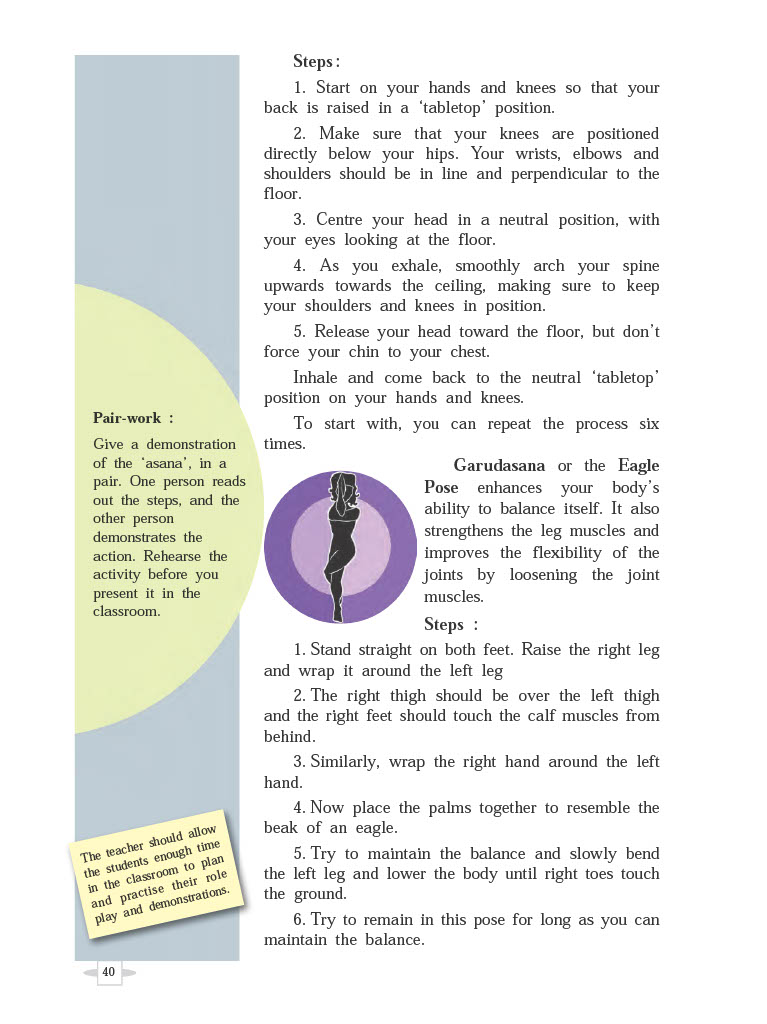 Steps :
1. Start on your hands and knees so that your
back is raised in a ‘tabletop’ position.
2. Make sure that your knees are positioned
directly below your hips. Your wrists, elbows and
shoulders should be in line and perpendicular to the
floor.
3. Centre your head in a neutral position, with
your eyes looking at the floor.
4. As you exhale, smoothly arch your spine
upwards towards the ceiling, making sure to keep
your shoulders and knees in position.
5. Release your head toward the floor, but don’t
force your chin to your chest.
Inhale and come back to the neutral ‘tabletop’
position on your hands and knees.
To start with, you can repeat the process six
times.
Pair-work :
Give a demonstration
of the ‘asana’, in a
pair. One person reads
out the steps, and the
other person
demonstrates the
action. Rehearse the
activity before you
present it in the
classroom.
Garudasana or the Eagle
Pose enhances your body’s
ability to balance itself. It also
strengthens the leg muscles and
improves the flexibility of the
joints by loosening the joint
muscles.
Steps :
1. Stand straight on both feet. Raise the right leg
and wrap it around the left leg
2. The right thigh should be over the left thigh
and the right feet should touch the calf muscles from
behind.
3. Similarly, wrap the right hand around the left
hand.
4. Now place the palms together to resemble the
beak of an eagle.
5. Try to maintain the balance and slowly bend
the left leg and lower the body until right toes touch
the ground.
6. Try to remain in this pose for long as you can
maintain the balance.
The teacher should allow
the students enough time
in the classroom to plan
and practise their role
play and demonstrations.
40